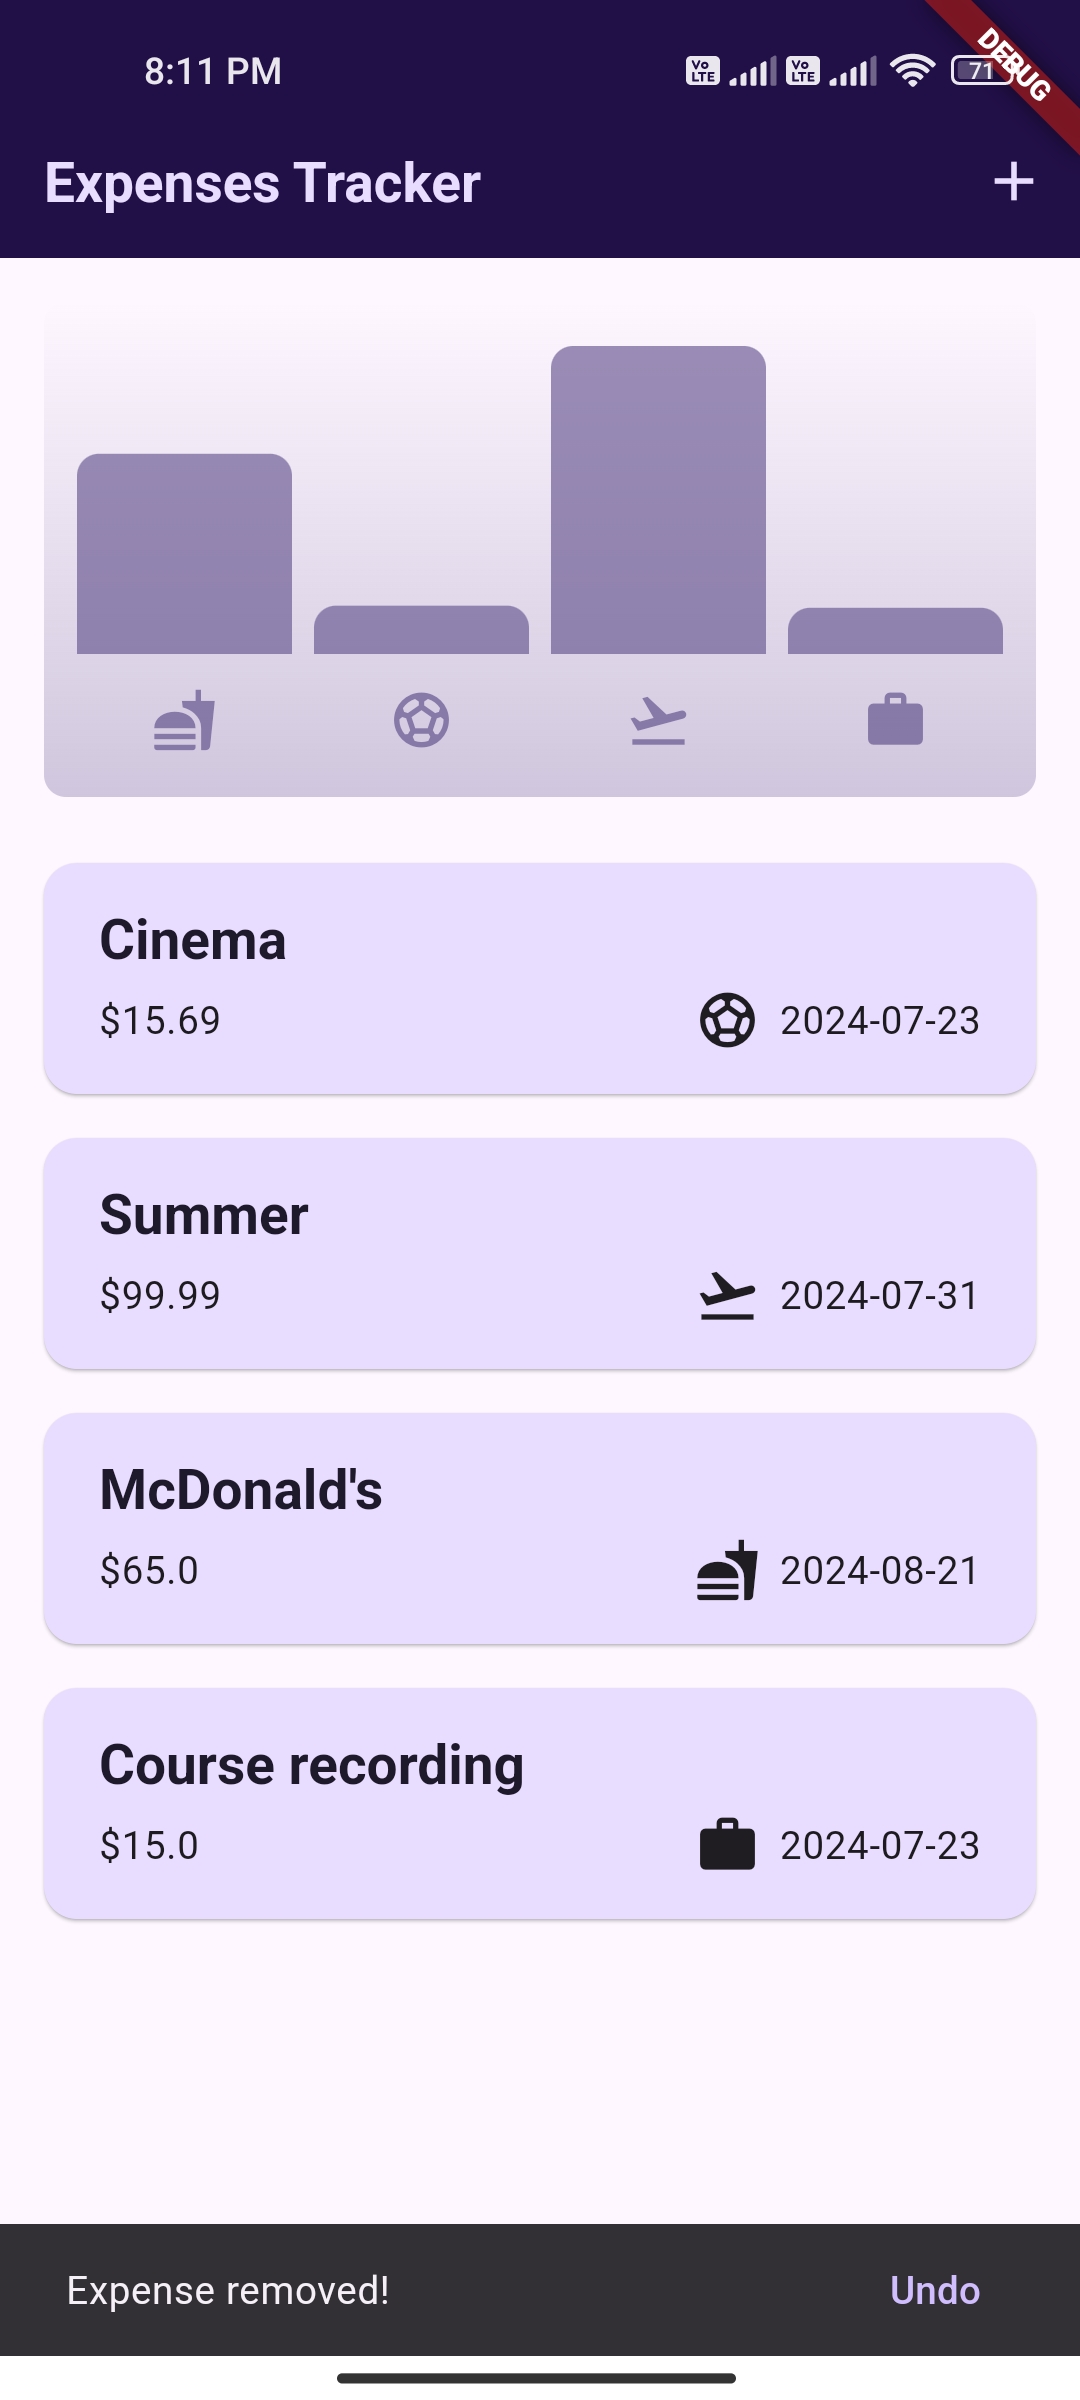 8:11 PM
Vo
LTE
Vo
LTE
71
DEBUG
Expenses Tracker
Cinema
$15.69
2024-07-23
Summer
$99.99
2024-07-31
McDonald's
$65.0
2024-08-21
Course recording
$15.0
2024-07-23
Expense removed!
Undo